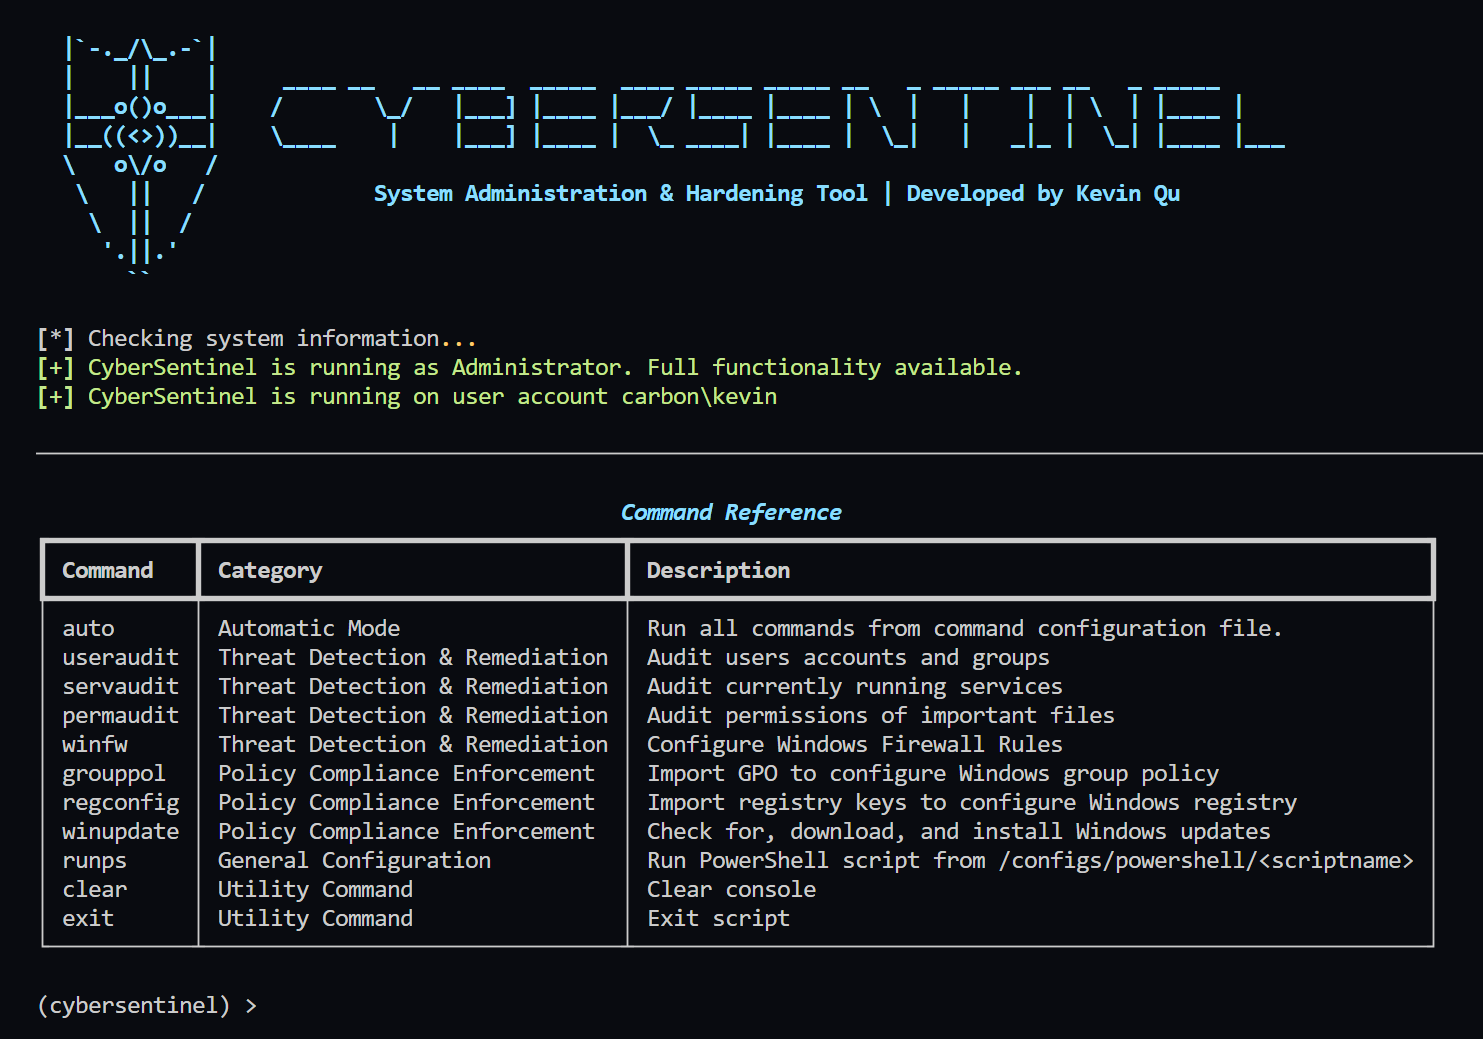 CYBERSENTINEL
System Administration & Hardening Tool | Developed by Kevin Qu
[*] Checking system information...
[+] CyberSentinel is running as Administrator. Full functionality available.
[+] CyberSentinel is running on user account carbon\kevin
Command Reference
Command Category Description
auto Automatic Mode Run all commands from command configuration file.
useraudit Threat Detection & Remediation Audit users accounts and groups
servaudit Threat Detection & Remediation Audit currently running services
permaudit Threat Detection & Remediation Audit permissions of important files
winfw Threat Detection & Remediation Configure Windows Firewall Rules
grouppol Policy Compliance Enforcement Import GPO to configure Windows group policy
regconfig Policy Compliance Enforcement Import registry keys to configure Windows registry
winupdate Policy Compliance Enforcement Check for, download, and install Windows updates
runps General Configuration Run PowerShell script from /configs/powershell/<scriptname>
clear Utility Command Clear console
exit Utility Command Exit script
(cybersentinel) >